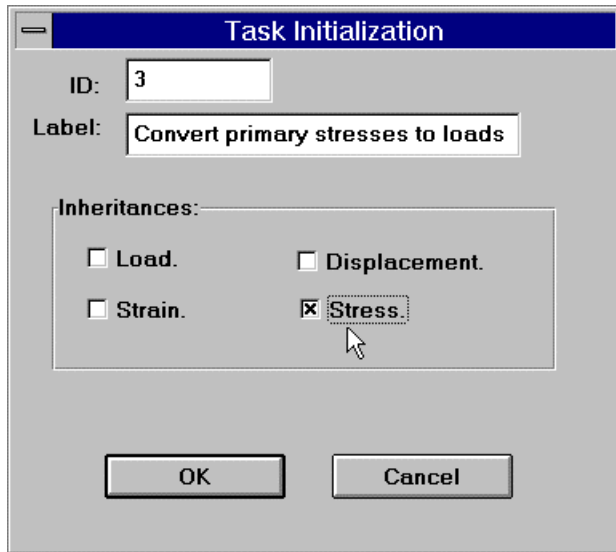 Task Initialization
ID: 3
Label: Convert primary stresses to loads
Inheritances:
Load. Displacement.
Strain. Stress.
OK Cancel